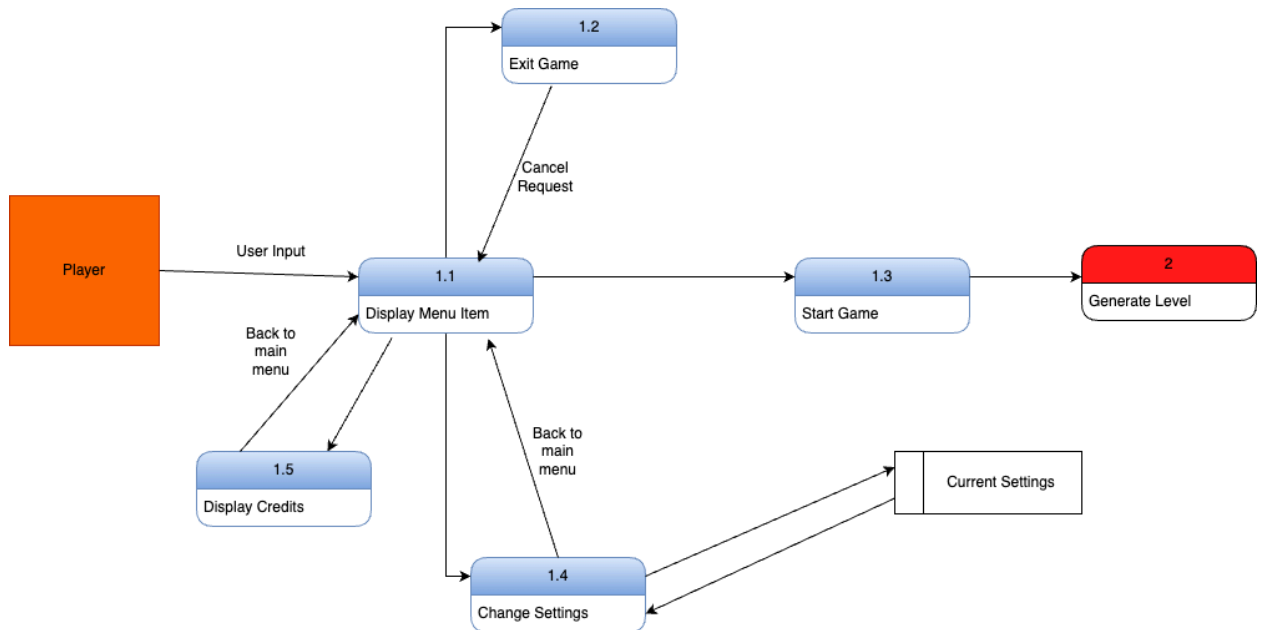 1.2
Exit Game
Cancel
Request
Player
User Input
1.1
Display Menu Item
1.3
Start Game
2
Generate Level
Back to
main
menu
Back to
main
menu
1.5
Display Credits
Current Settings
1.4
Change Settings